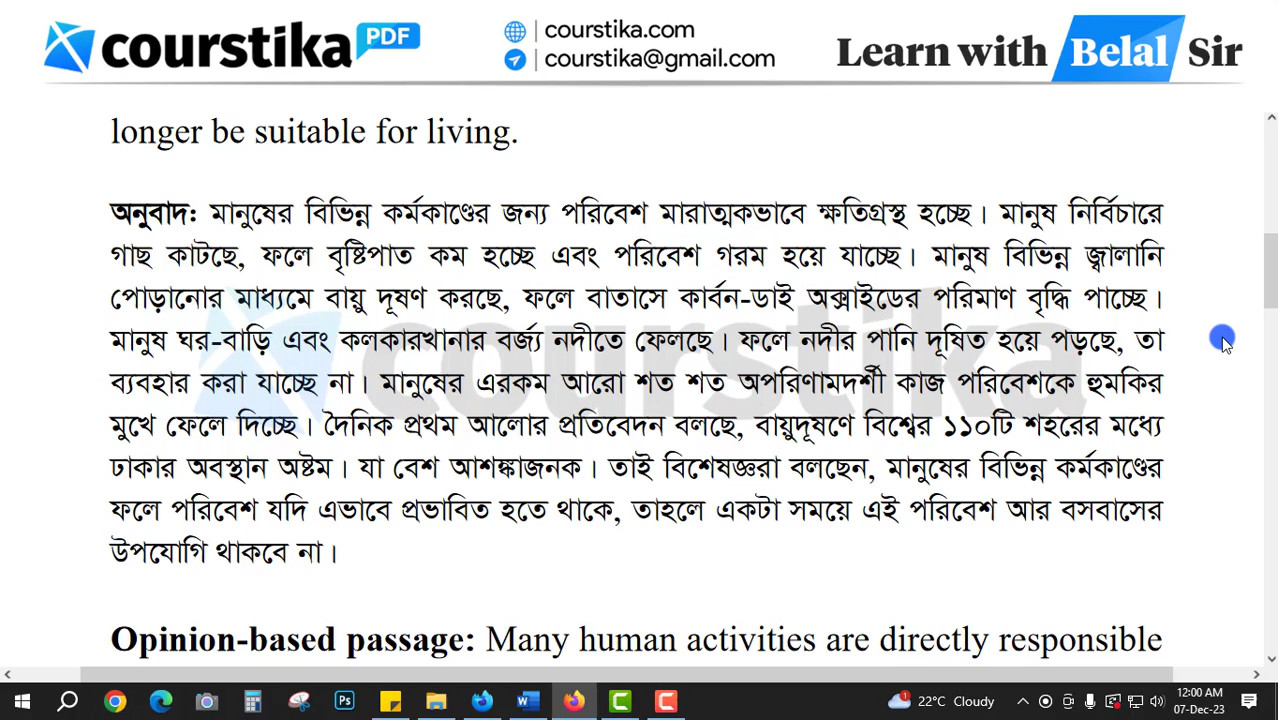 courstika PDF
courstika.com
courstika@gmail.com
Learn with Belal Sir
longer be suitable for living.
অনুবাদ: মানুষের বিভিন্ন কর্মকাণ্ডের জন্য পরিবেশ মারাত্মকভাবে ক্ষতিগ্রস্থ হচ্ছে। মানুষ নির্বিচারে
গাছ কাটছে, ফলে বৃষ্টিপাত কম হচ্ছে এবং পরিবেশ গরম হয়ে যাচ্ছে। মানুষ বিভিন্ন জ্বালানি
পোড়ানোর মাধ্যমে বায়ু দূষণ করছে, ফলে বাতাসে কার্বন-ডাই অক্সাইডের পরিমাণ বৃদ্ধি পাচ্ছে।
মানুষ ঘর-বাড়ি এবং কলকারখানার বর্জ্য নদীতে ফেলছে। ফলে নদীর পানি দূষিত হয়ে পড়ছে, তা
ব্যবহার করা যাচ্ছে না। মানুষের এরকম আরো শত শত অপরিণামদর্শী কাজ পরিবেশকে হুমকির
মুখে ফেলে দিচ্ছে। দৈনিক প্রথম আলোর প্রতিবেদন বলছে, বায়ুদূষণে বিশ্বের ১১০টি শহরের মধ্যে
ঢাকার অবস্থান অষ্টম। যা বেশ আশঙ্কাজনক। তাই বিশেষজ্ঞরা বলছেন, মানুষের বিভিন্ন কর্মকাণ্ডের
ফলে পরিবেশ যদি এভাবে প্রভাবিত হতে থাকে, তাহলে একটা সময়ে এই পরিবেশ আর বসবাসের
উপযোগি থাকবে না।
courstika
Opinion-based passage: Many human activities are directly responsible
22°C Cloudy
12:00 AM
07-Dec-23